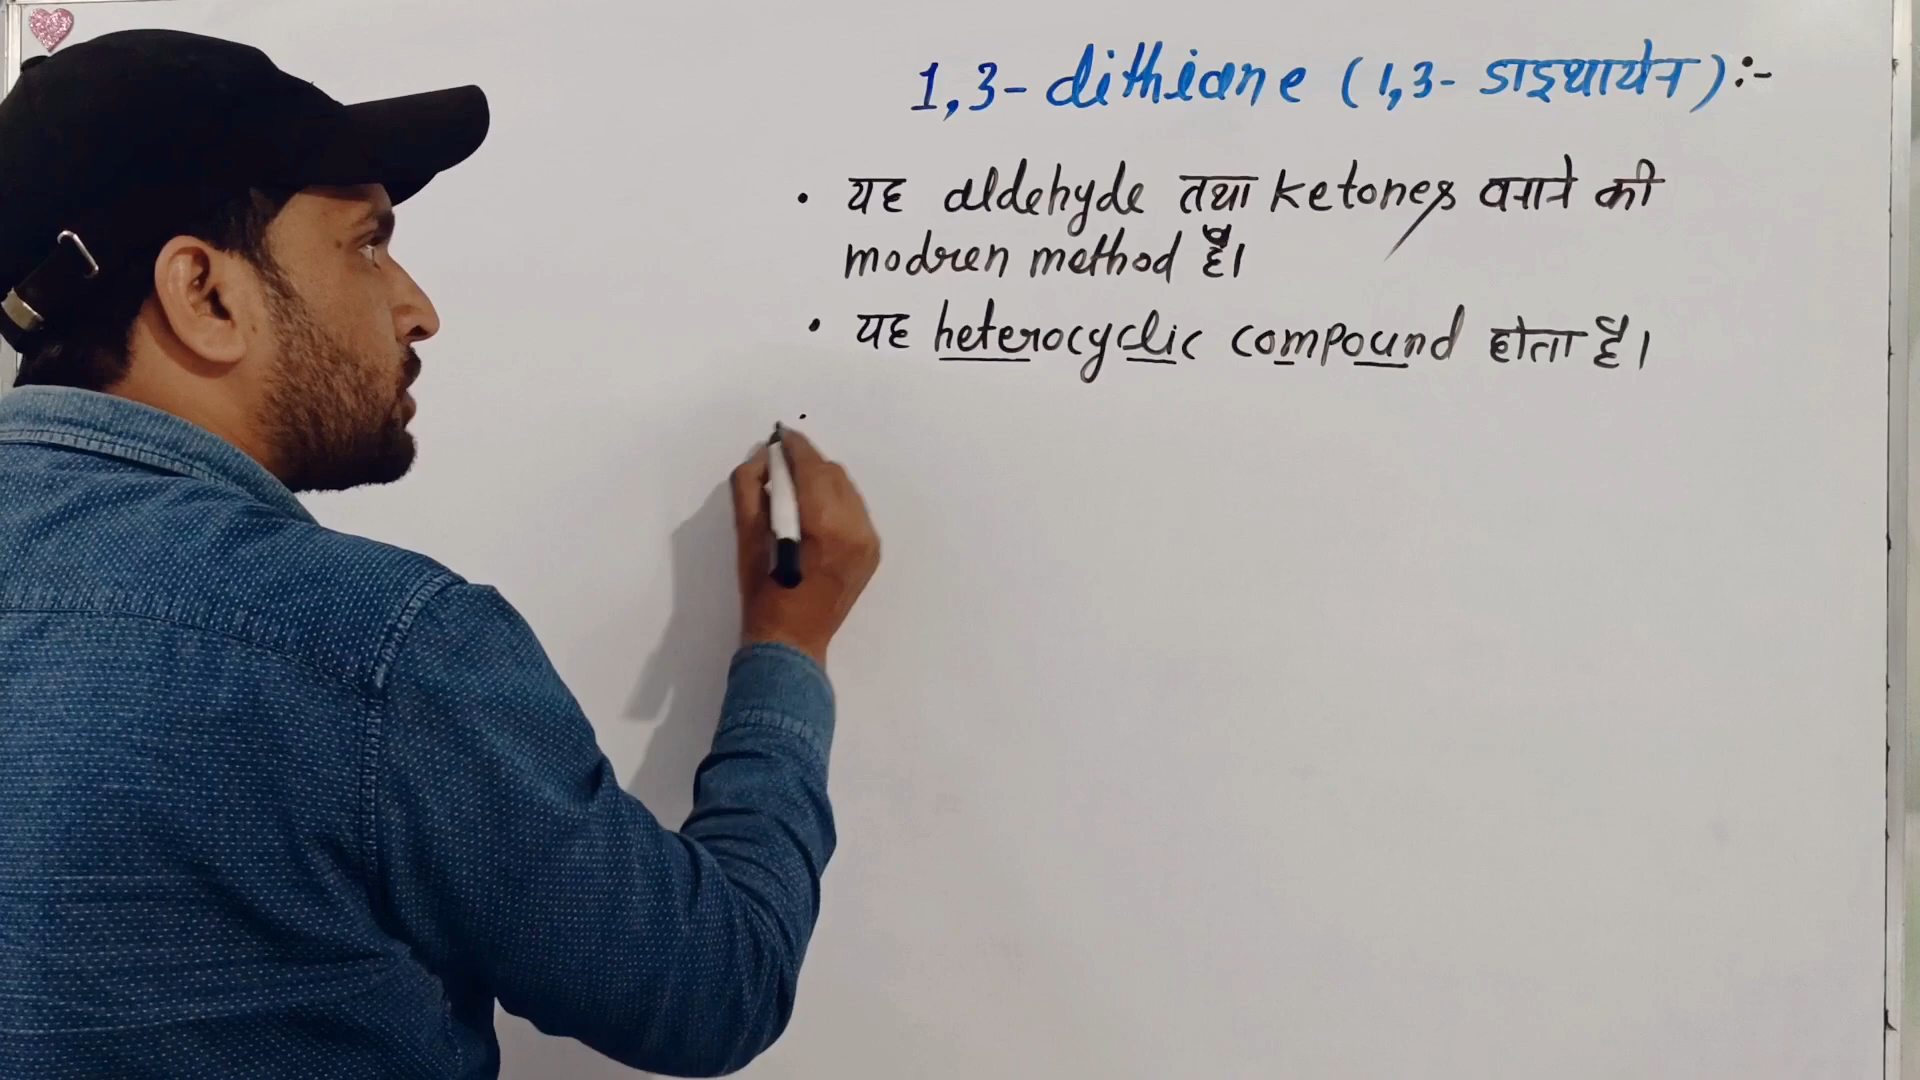 1,3- dithiane (1,3- डाइथायेन):-
• यह aldehyde तथा ketones बनाने की
modren method है।
• यह heterocyclic compound होता है।